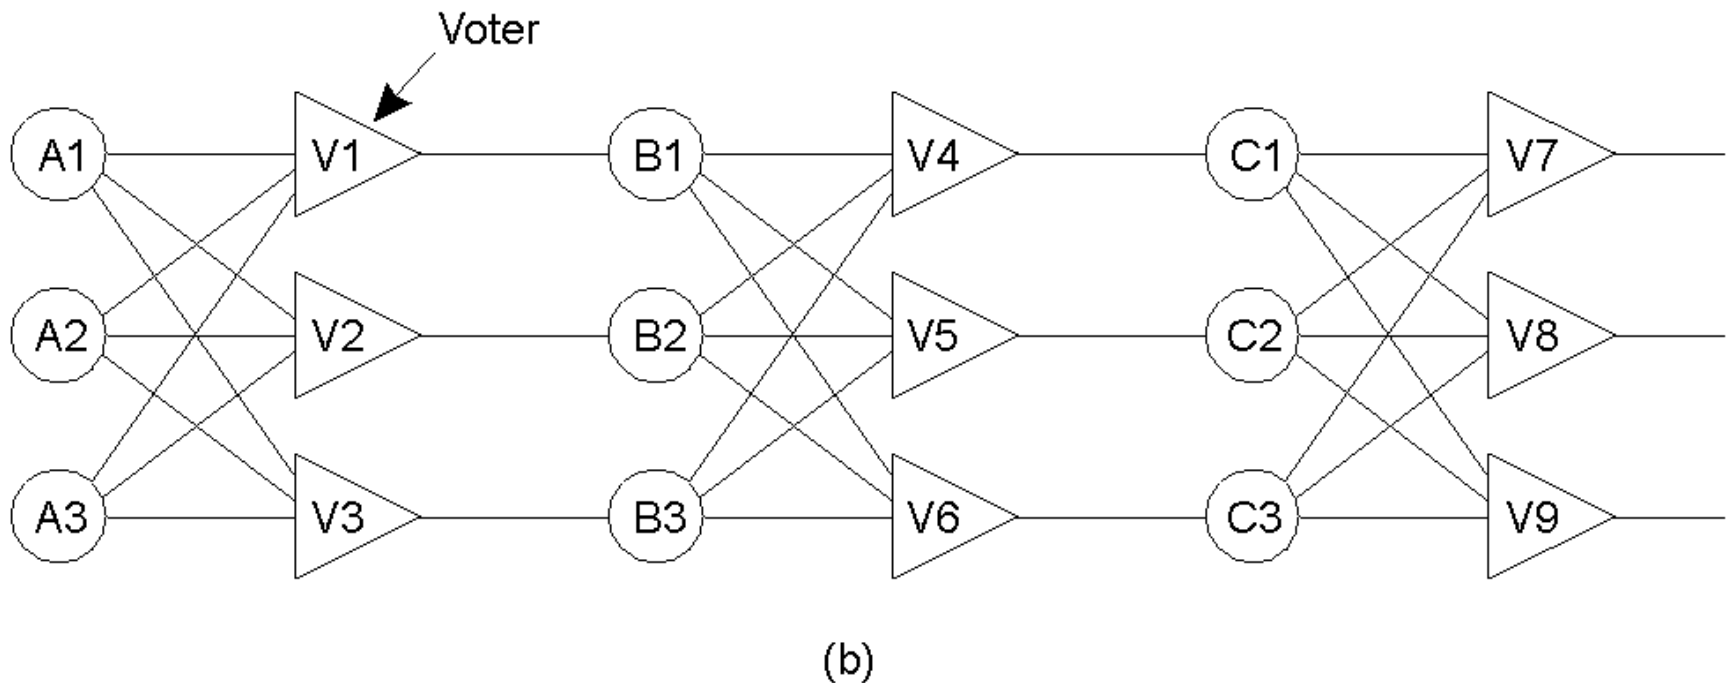 Voter
A1 V1 B1 V4 C1 V7
A2 V2 B2 V5 C2 V8
A3 V3 B3 V6 C3 V9
(b)